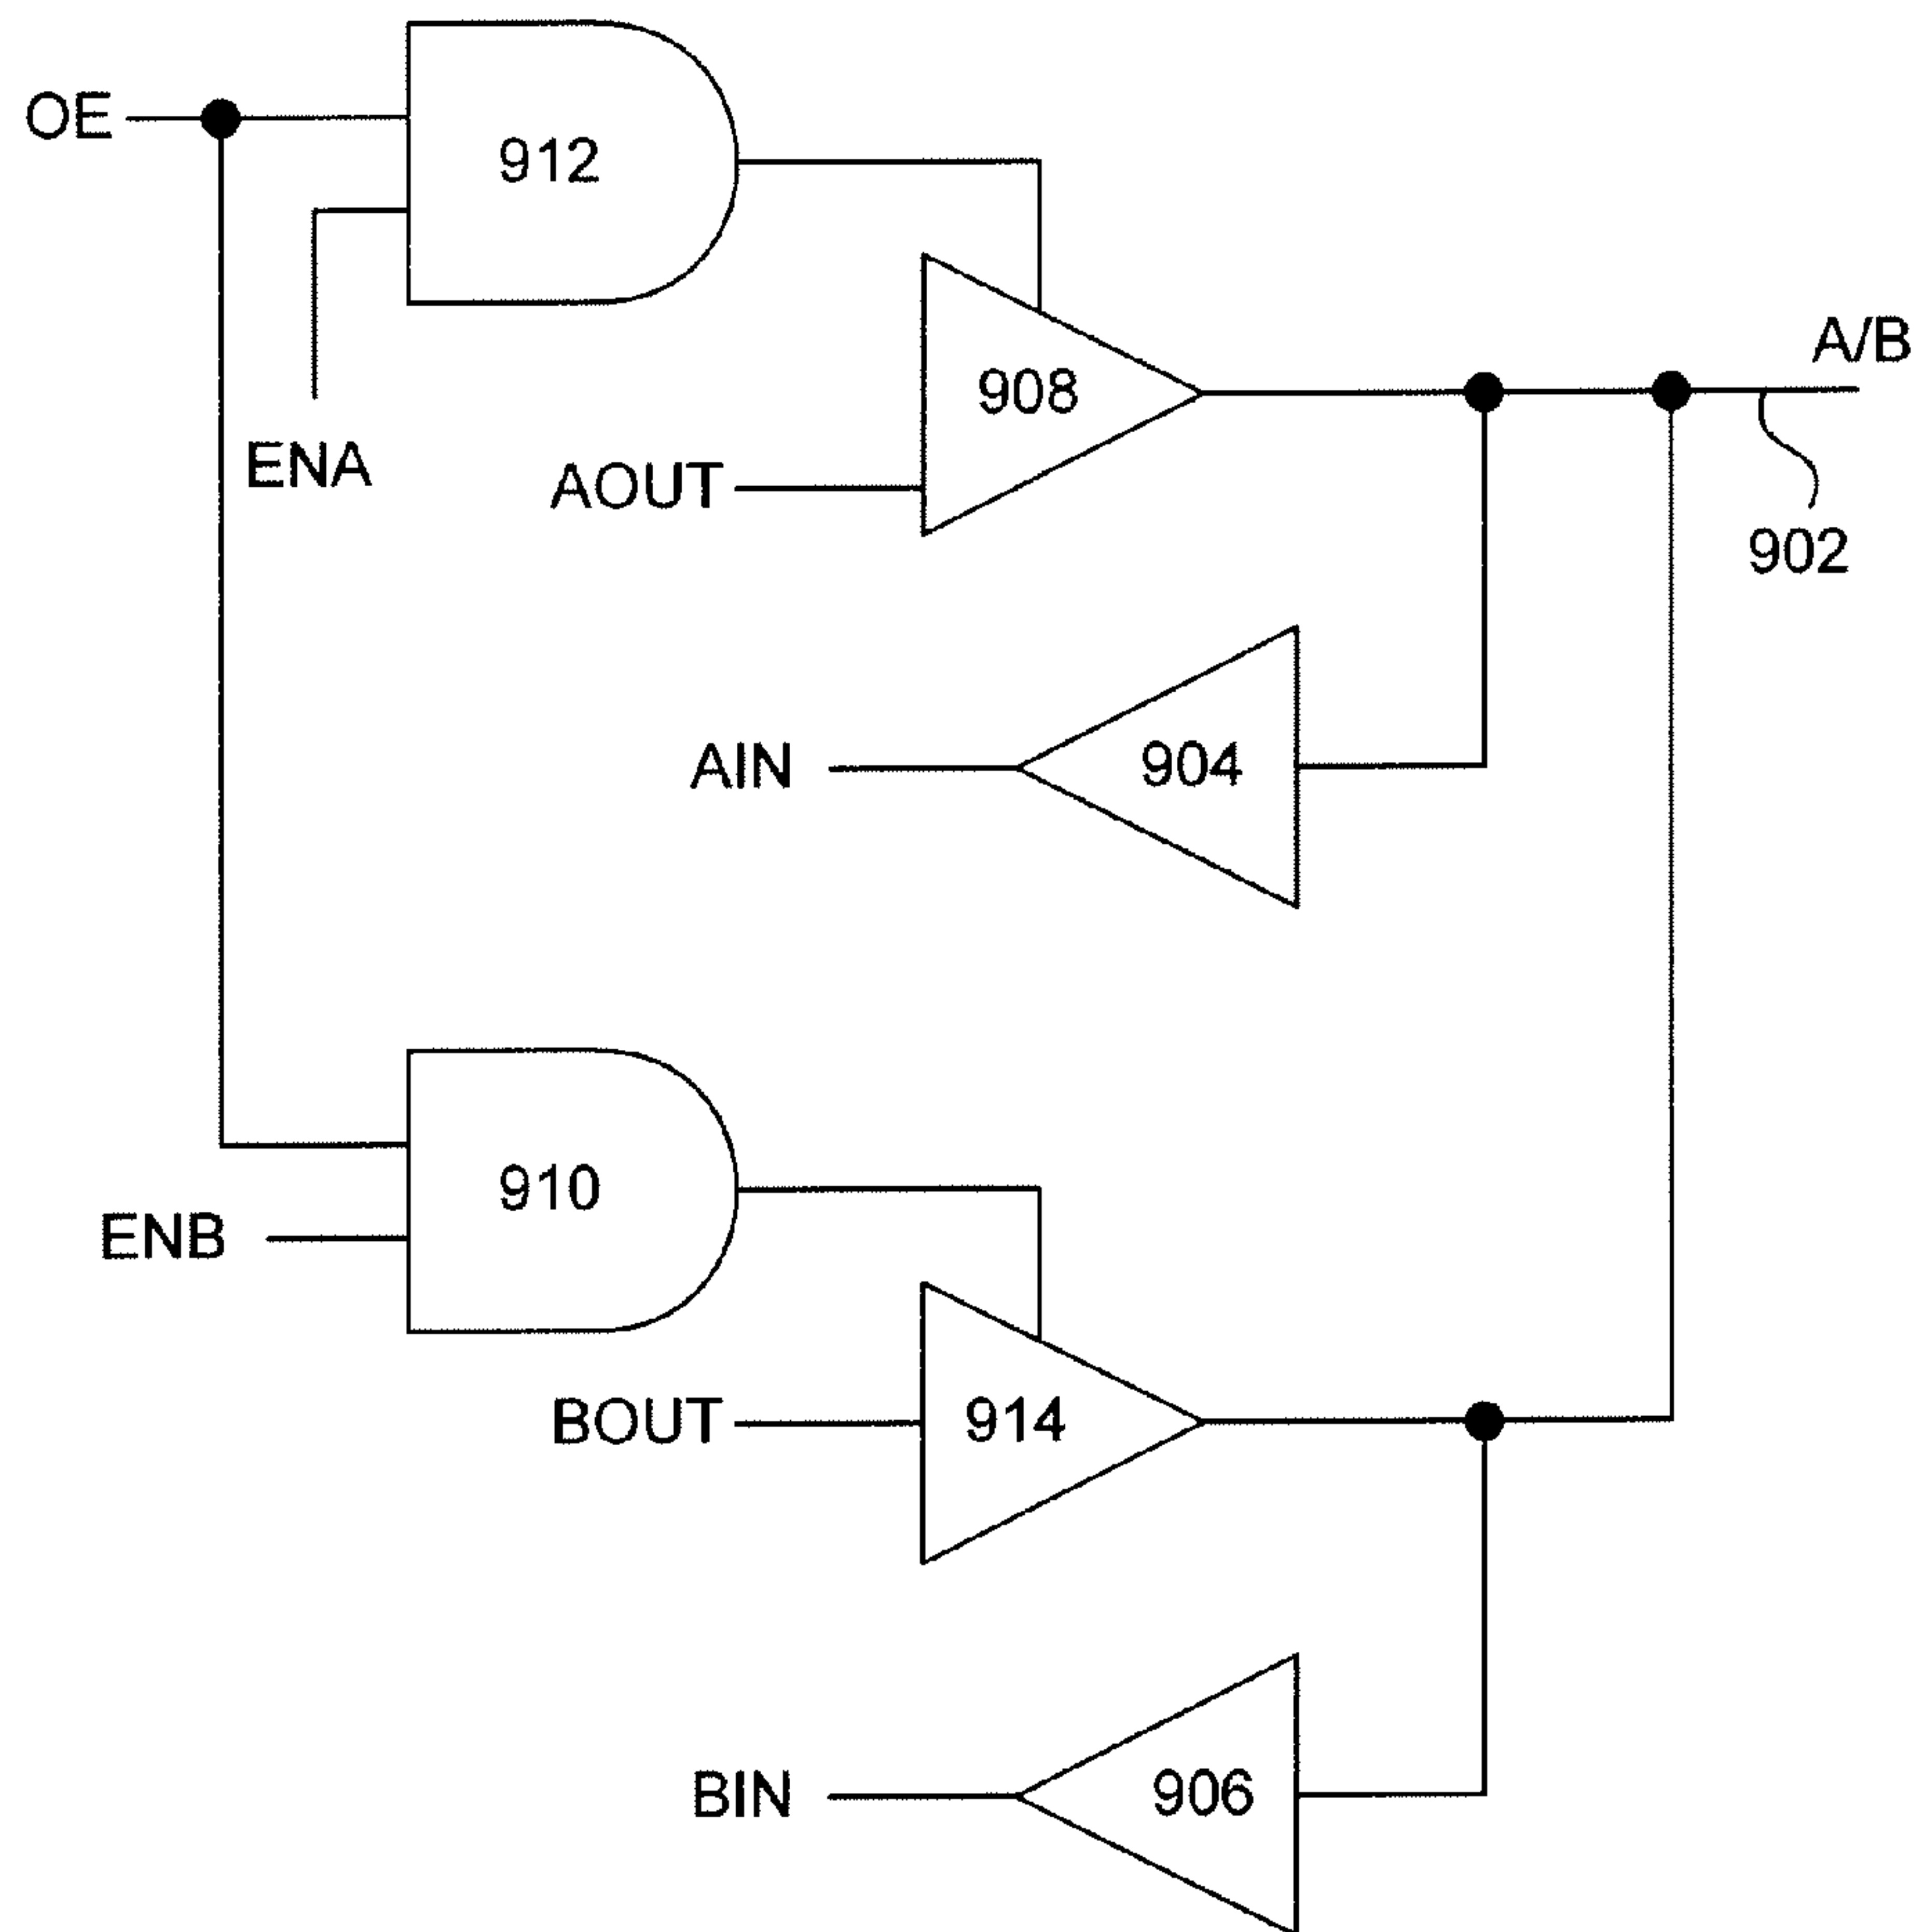 OE
912
A/B
908
ENA
AOUT
902
AIN
904
910
ENB
BOUT
914
BIN
906